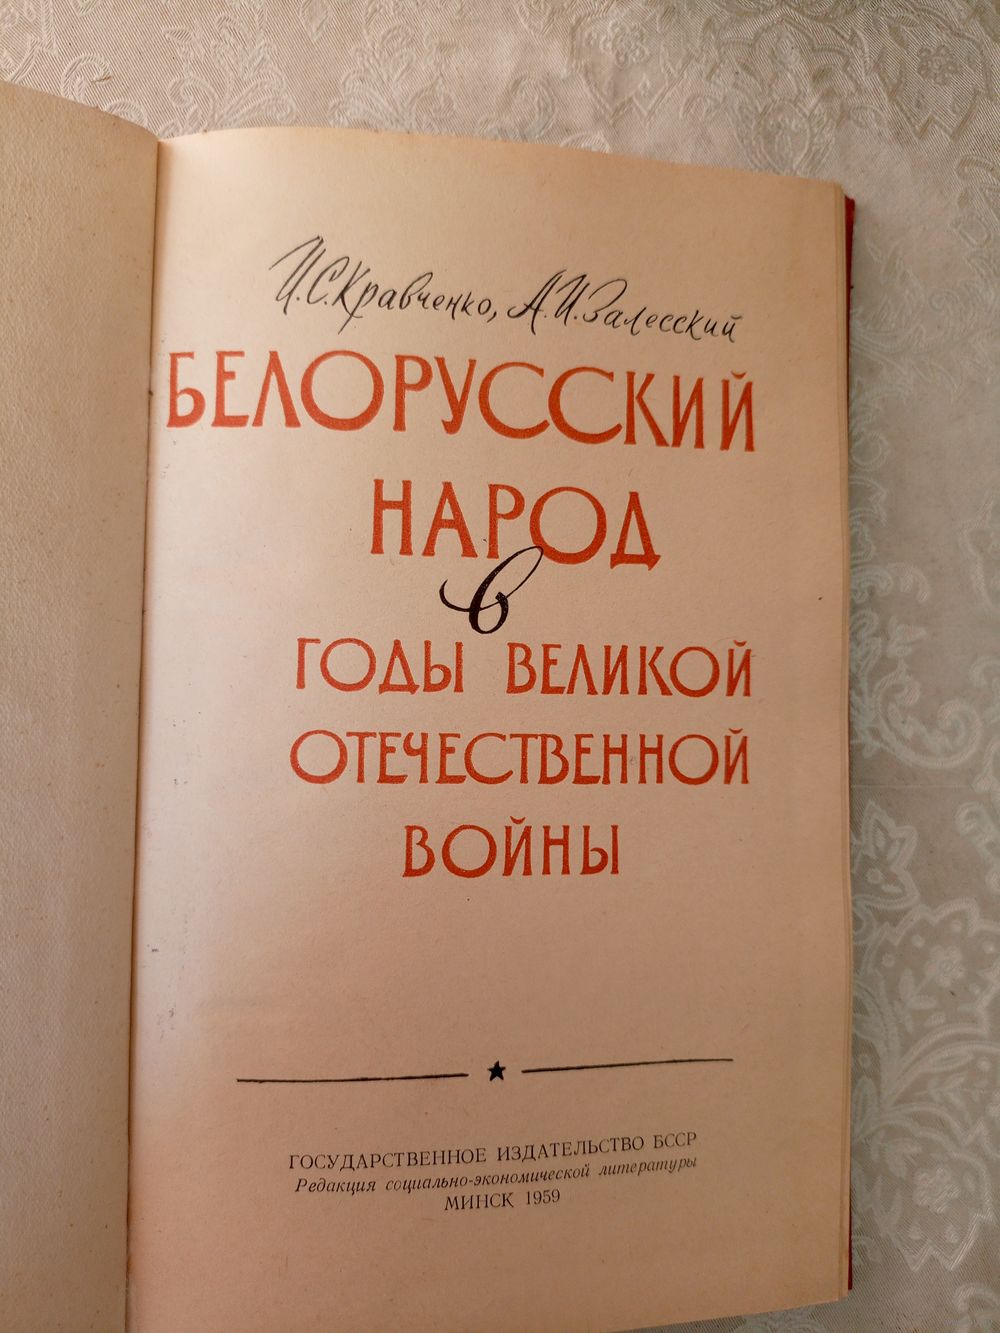 И.С.Кравченко, А.И.Залесский
БЕЛОРУССКИЙ
НАРОД
в
ГОДЫ ВЕЛИКОЙ
ОТЕЧЕСТВЕННОЙ
ВОЙНЫ
ГОСУДАРСТВЕННОЕ ИЗДАТЕЛЬСТВО БССР
Редакция социально-экономической литературы
МИНСК 1959